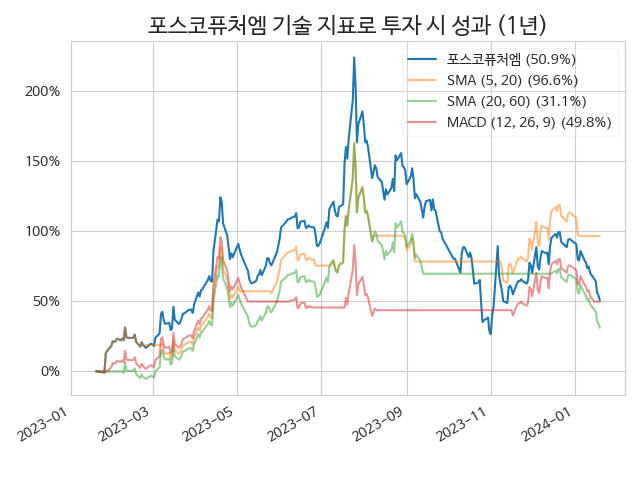 포스코퓨처엠 기술 지표로 투자 시 성과 (1년)
포스코퓨처엠 (50.9%)
SMA (5, 20) (96.6%)
SMA (20, 60) (31.1%)
MACD (12, 26, 9) (49.8%)
200%
150%
100%
50%
0%
2023-01
2023-03
2023-05
2023-07
2023-09
2023-11
2024-01